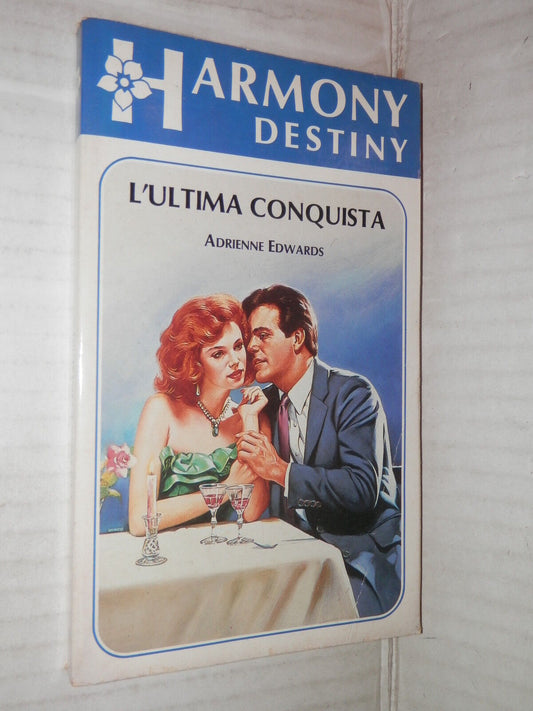 HARMONY
DESTINY
L'ULTIMA CONQUISTA
ADRIENNE EDWARDS